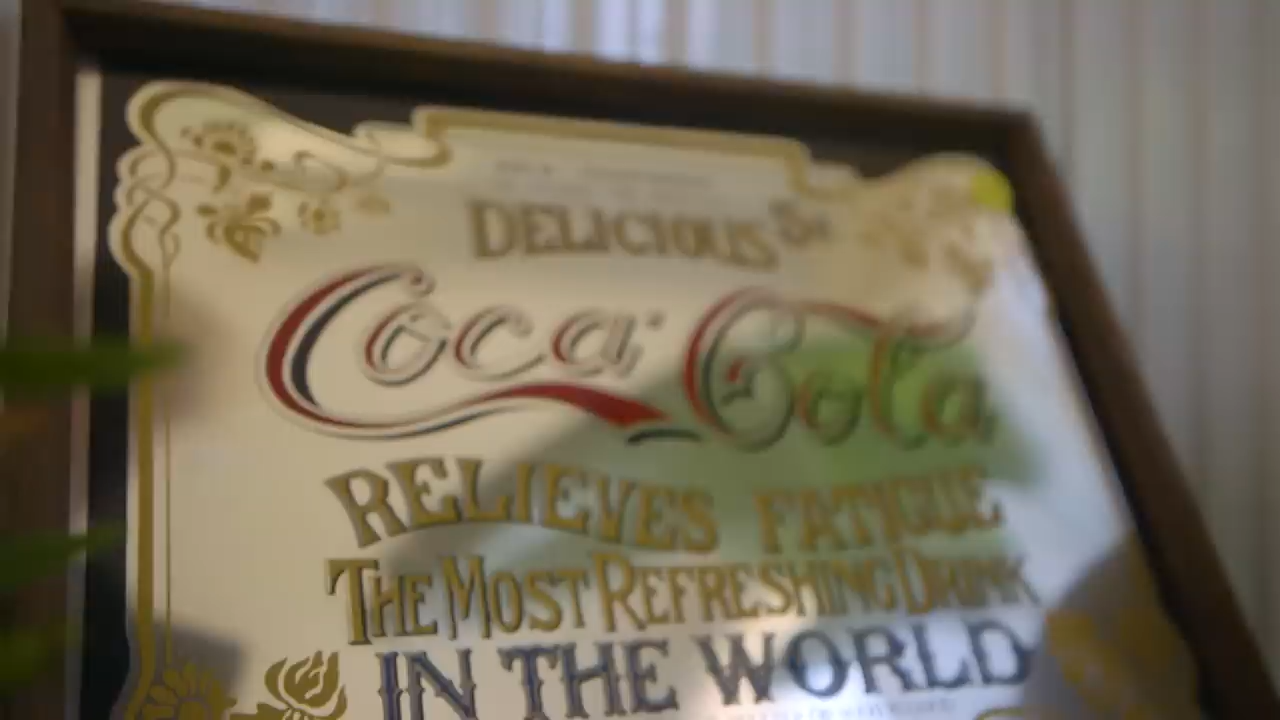 DELICIOUS
Coca-Cola
RELIEVES FATIGUE
THE MOST REFRESHING DRINK
IN THE WORLD